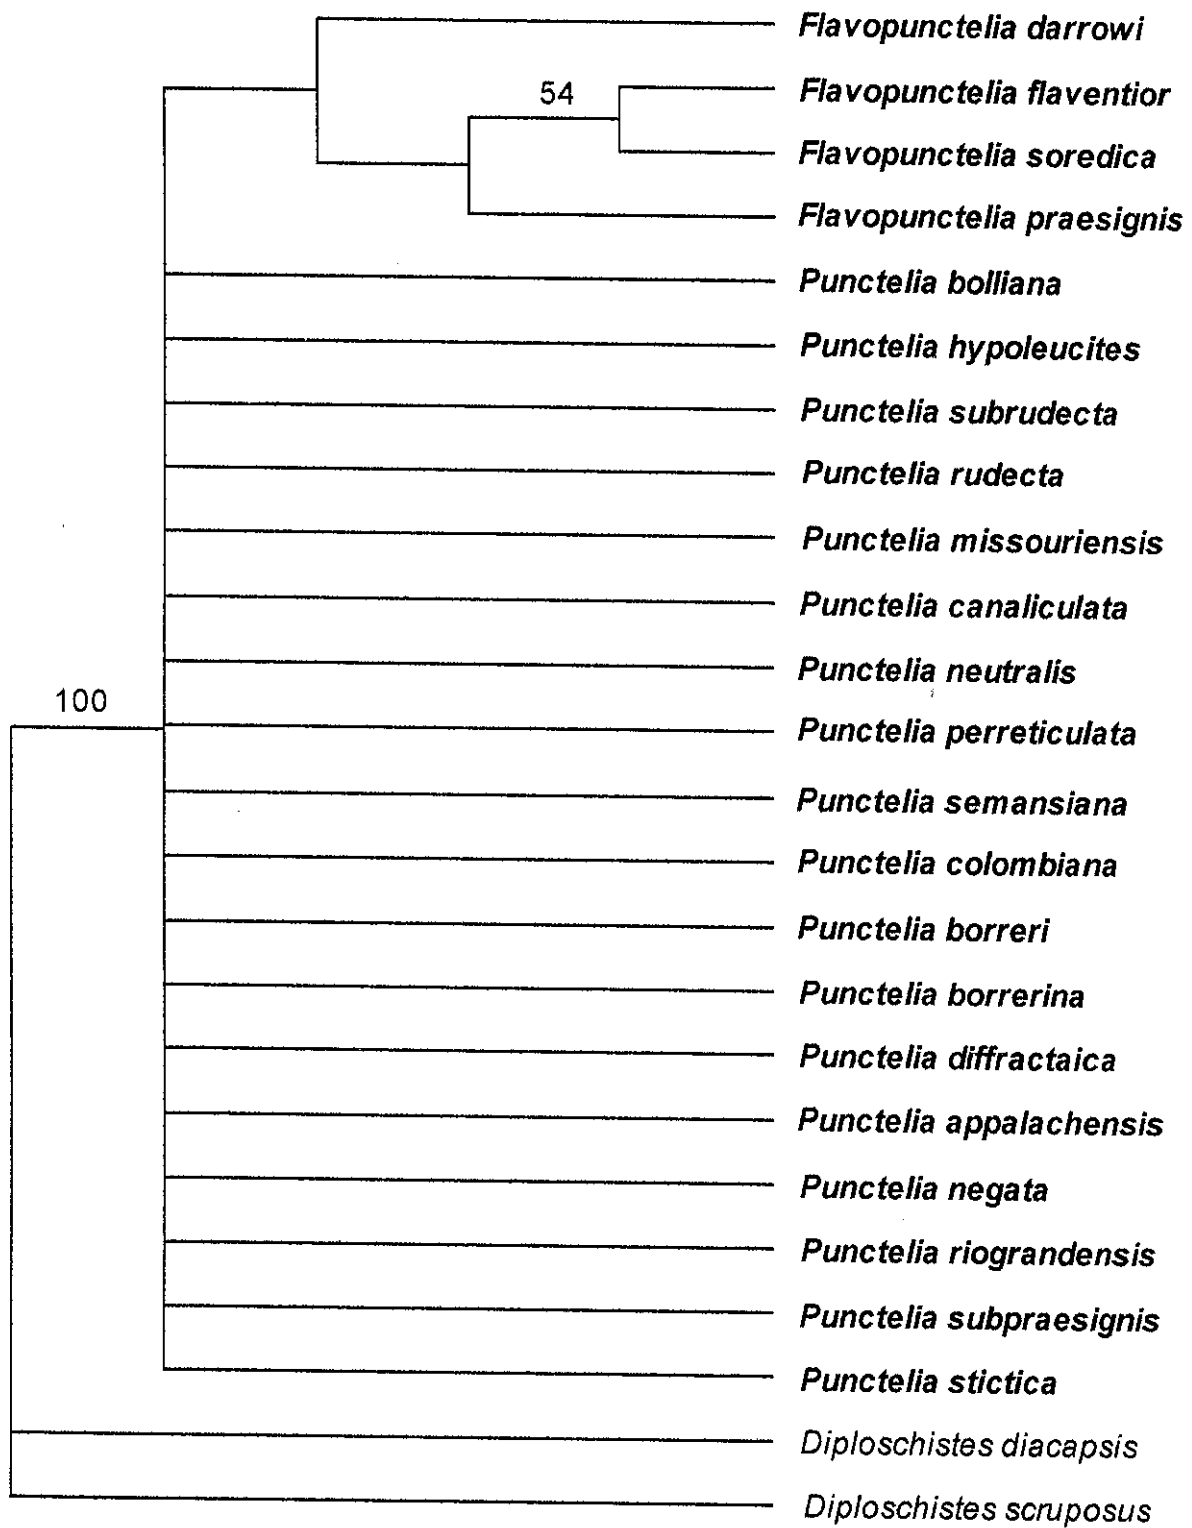 Flavopunctelia darrowi
54
Flavopunctelia flaventior
Flavopunctelia soredica
Flavopunctelia praesignis
Punctelia bolliana
Punctelia hypoleucites
Punctelia subrudecta
Punctelia rudecta
Punctelia missouriensis
Punctelia canaliculata
Punctelia neutralis
100
Punctelia perreticulata
Punctelia semansiana
Punctelia colombiana
Punctelia borreri
Punctelia borrerina
Punctelia diffractaica
Punctelia appalachensis
Punctelia negata
Punctelia riograndensis
Punctelia subpraesignis
Punctelia stictica
Diploschistes diacapsis
Diploschistes scruposus